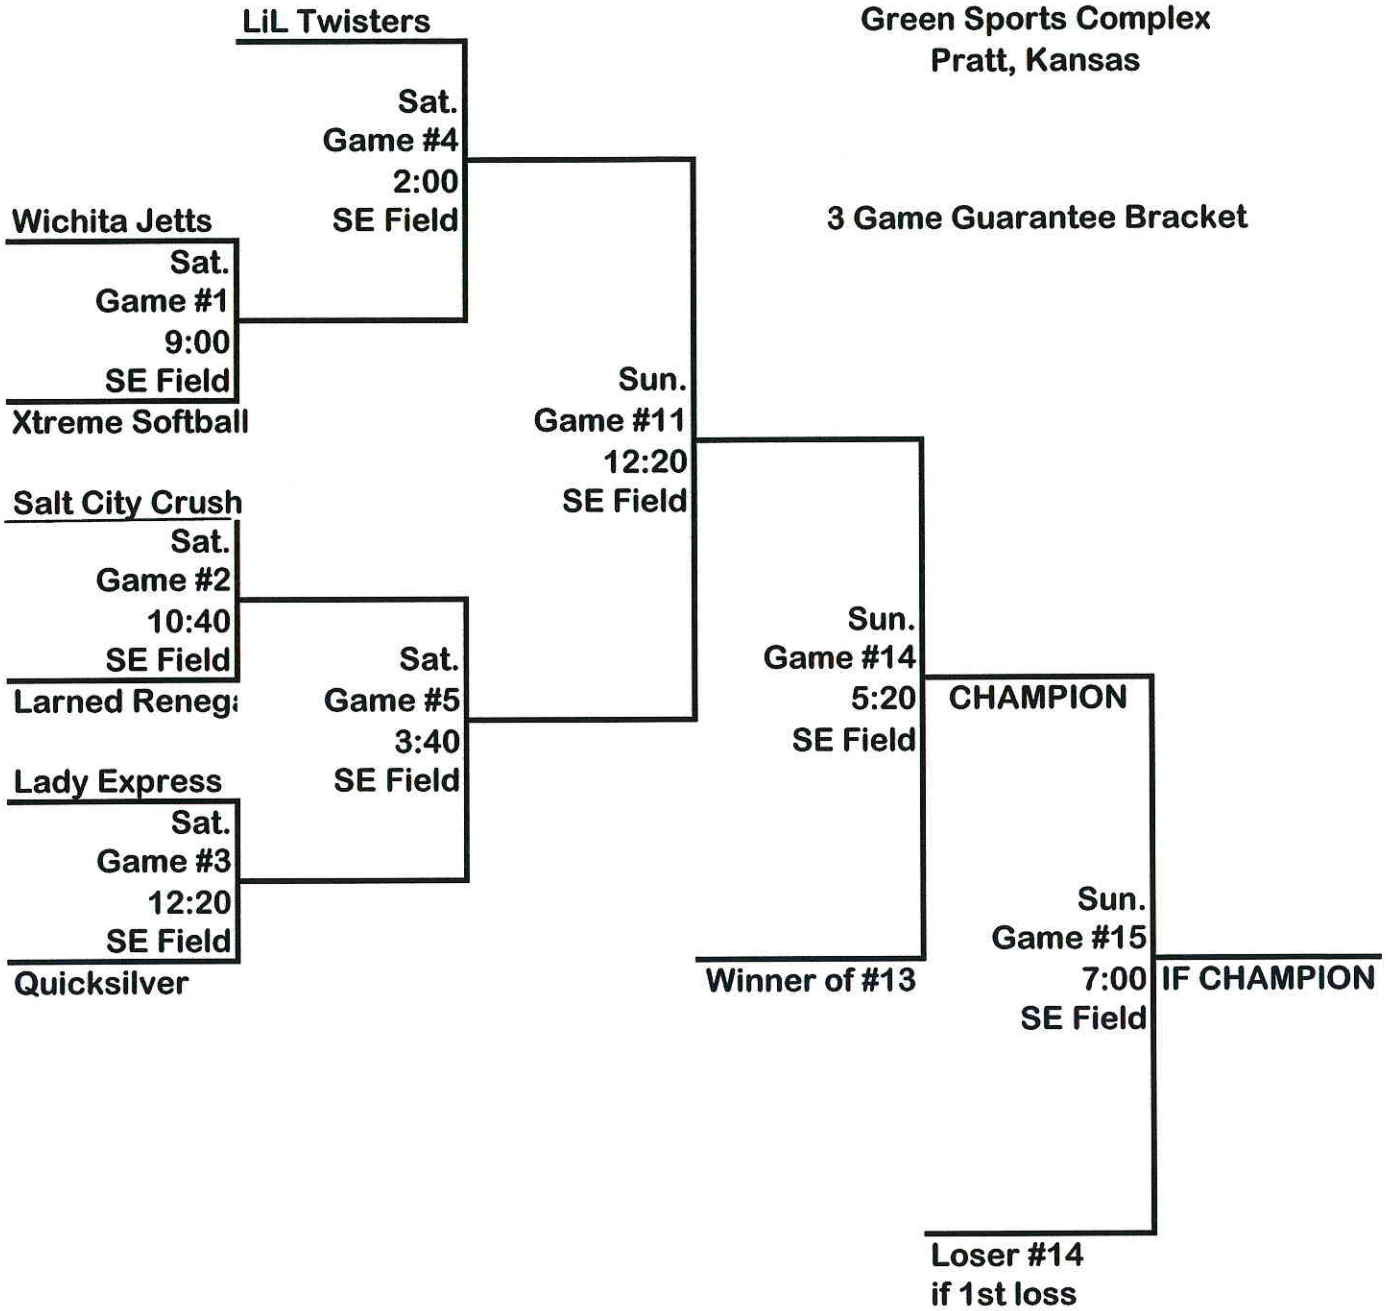 LiL Twisters
Green Sports Complex
Pratt, Kansas
Sat.
Game #4
2:00
SE Field
3 Game Guarantee Bracket
Wichita Jetts
Sat.
Game #1
9:00
SE Field
Xtreme Softball
Sun.
Game #11
12:20
SE Field
Salt City Crush
Sat.
Game #2
10:40
SE Field
Larned
Sat.
Game #5
3:40
SE Field
Sun.
Game #14
5:20
SE Field
CHAMPION
Lady Express
Sat.
Game #3
12:20
SE Field
Quicksilver
Winner of #13
Sun.
Game #15
7:00
SE Field
IF CHAMPION
Loser #14
if 1st loss